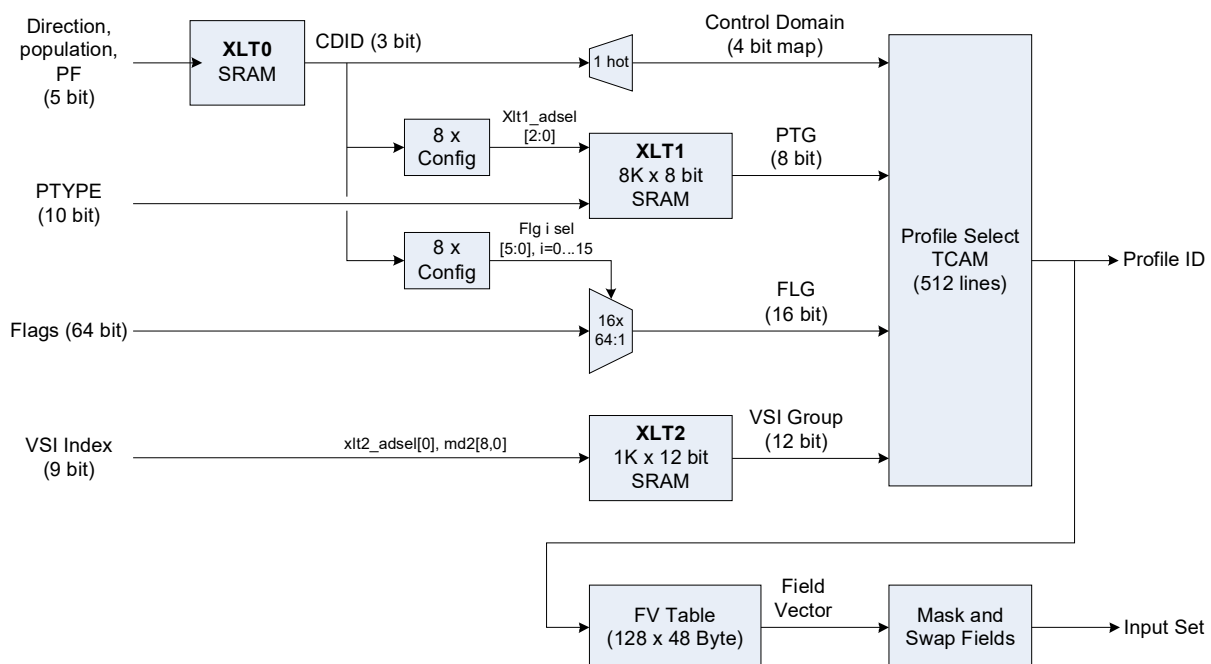 Direction,
population,
PF
(5 bit)
XLT0
SRAM
CDID (3 bit)
1 hot
Control Domain
(4 bit map)
8 x
Config
Xlt1_adsel
[2:0]
XLT1
8K x 8 bit
SRAM
PTG
(8 bit)
PTYPE
(10 bit)
8 x
Config
Flg i sel
[5:0], i=0...15
Profile Select
TCAM
(512 lines)
Profile ID
Flags (64 bit)
16x
64:1
FLG
(16 bit)
VSI Index
(9 bit)
xlt2_adsel[0], md2[8,0]
XLT2
1K x 12 bit
SRAM
VSI Group
(12 bit)
FV Table
(128 x 48 Byte)
Field
Vector
Mask and
Swap Fields
Input Set